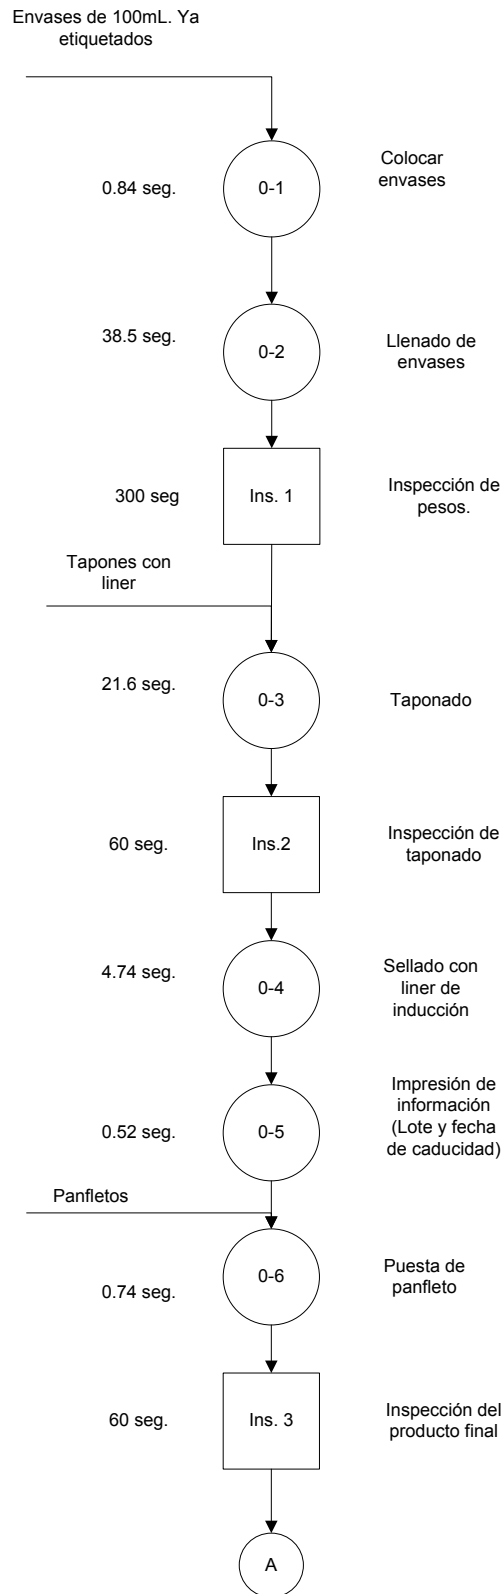 Envases de 100mL. Ya
etiquetados
0.84 seg.
0-1
Colocar
envases
38.5 seg.
0-2
Llenado de
envases
300 seg
Ins. 1
Inspección de
pesos.
Tapones con
liner
21.6 seg.
0-3
Taponado
60 seg.
Ins.2
Inspección de
taponado
4.74 seg.
0-4
Sellado con
liner de
inducción
0.52 seg.
0-5
Impresión de
información
(Lote y fecha
de caducidad)
Panfletos
0.74 seg.
0-6
Puesta de
panfleto
60 seg.
Ins. 3
Inspección del
producto final
A